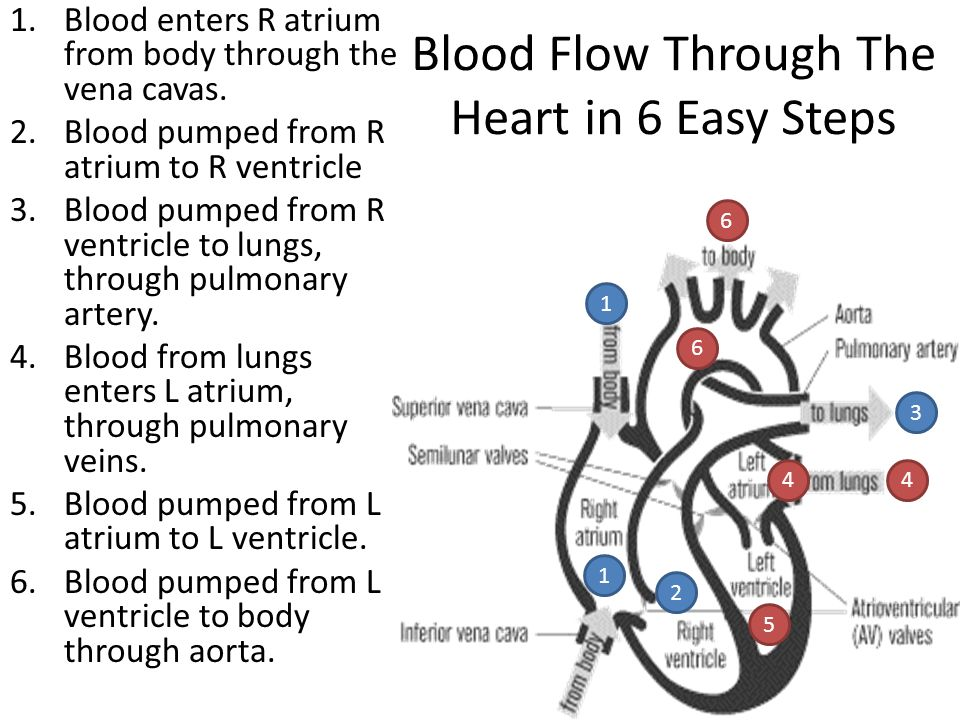 1. Blood enters R atrium
from body through the
vena cavas.
2. Blood pumped from R
atrium to R ventricle
3. Blood pumped from R
ventricle to lungs,
through pulmonary
artery.
4. Blood from lungs
enters L atrium,
through pulmonary
veins.
5. Blood pumped from L
atrium to L ventricle.
6. Blood pumped from L
ventricle to body
through aorta.
Blood Flow Through The
Heart in 6 Easy Steps
6
to body
1
from body
6
Aorta
Pulmonary artery
Superior vena cava
to lungs
3
Semilunar valves
Left
atrium
4
from lungs
4
Right
atrium
1
2
Left
ventricle
5
Atrioventricular
(AV) valves
Inferior vena cava
Right
ventricle
from body